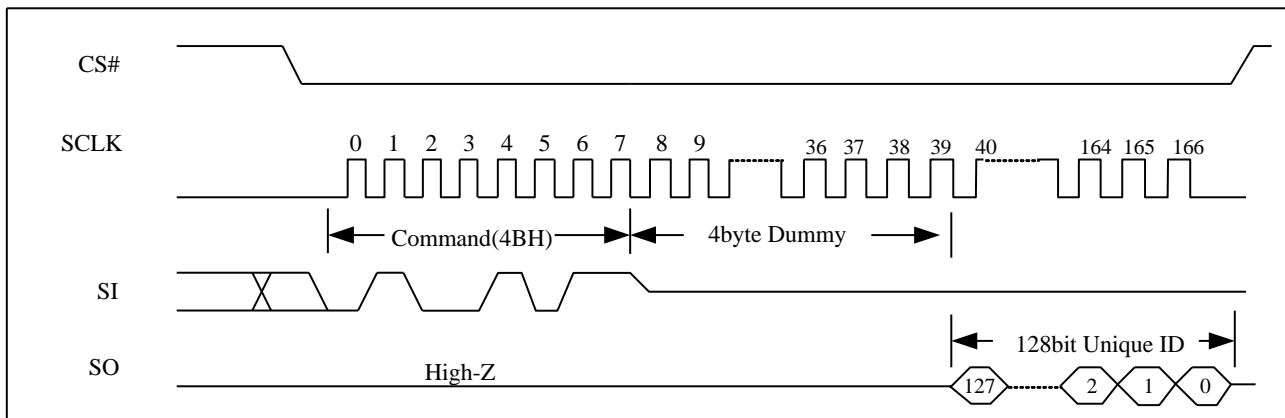 CS#
SCLK
0 1 2 3 4 5 6 7 8 9 36 37 38 39 40 164 165 166
Command(4BH)
4byte Dummy
SI
128bit Unique ID
SO
High-Z
127 2 1 0